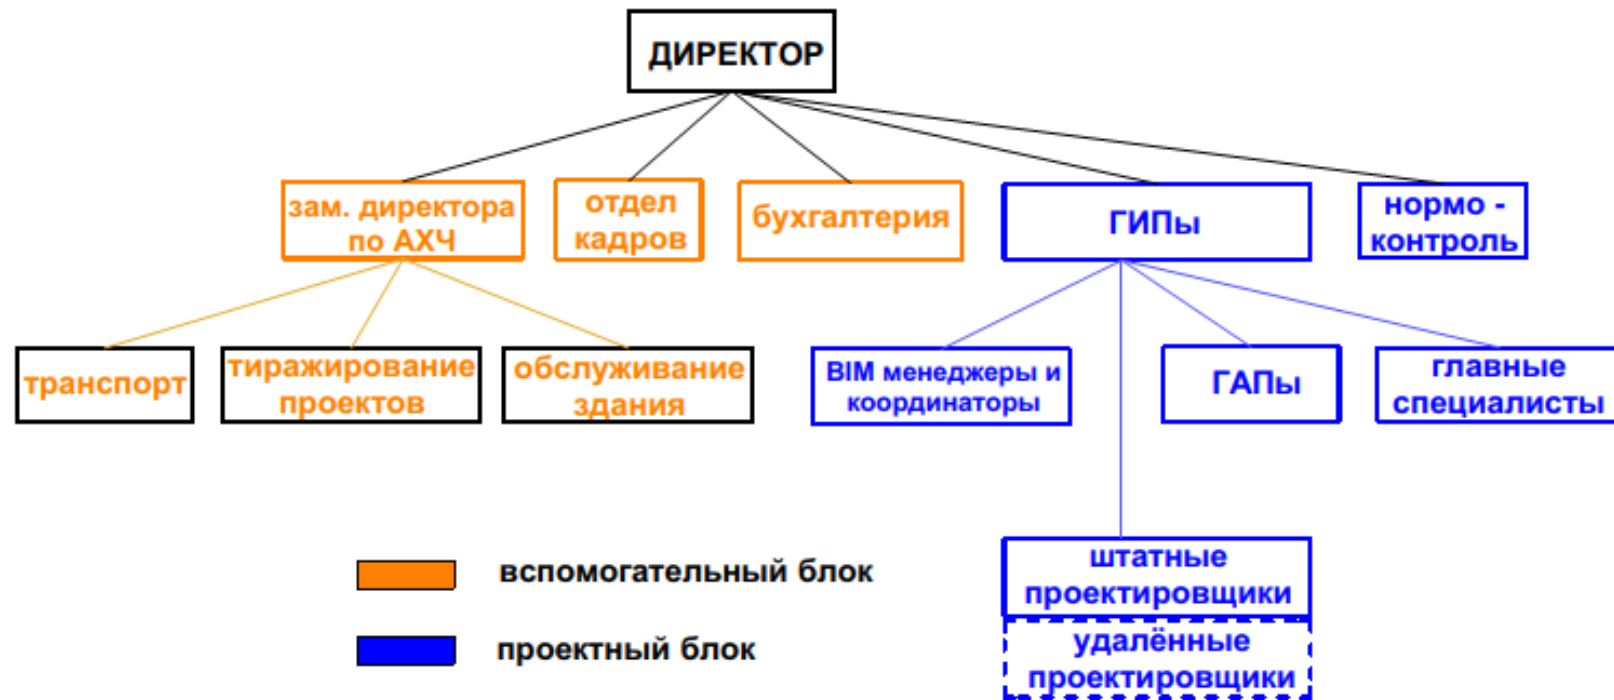 ДИРЕКТОР
зам. директора
по АХЧ
отдел
кадров
бухгалтерия
ГИПы
нормо -
контроль
транспорт
тиражирование
проектов
обслуживание
здания
BIM менеджеры и
координаторы
ГАПы
главные
специалисты
штатные
проектировщики
удалённые
проектировщики
вспомогательный блок
проектный блок